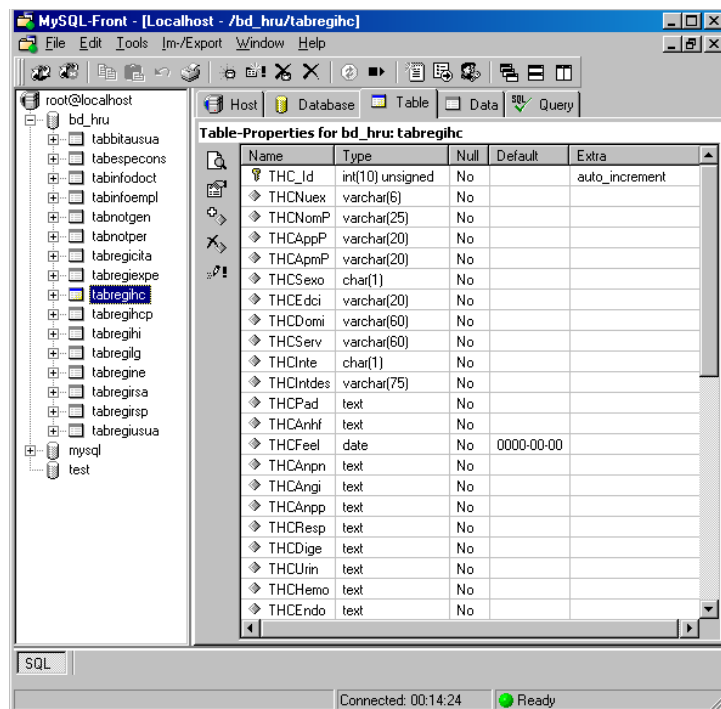 MySQL-Front - [Localhost - /bd_hru/tabregihc]
File Edit Tools Im-/Export Window Help
root@localhost
bd_hru
tabbitausua
tabespecons
tabinfodoct
tabinfoempl
tabnotgen
tabnotper
tabregicita
tabregiexpe
tabregihc
tabregihcp
tabregihi
tabregilg
tabregine
tabregirsa
tabregirsp
tabregiusua
mysql
test
Host Database Table Data SQL Query
Table-Properties for bd_hru: tabregihc
Name Type Null Default Extra
THC_Id int(10) unsigned No auto_increment
THCNuex varchar(6) No
THCNomP varchar(25) No
THCAppP varchar(20) No
THCApmP varchar(20) No
THCSexo char(1) No
THCEdci varchar(20) No
THCDomi varchar(60) No
THCServ varchar(60) No
THCInte char(1) No
THCIntdes varchar(75) No
THCPad text No
THCAnhf text No
THCFeel date No 0000-00-00
THCAnpn text No
THCAngi text No
THCAnpp text No
THCResp text No
THCDige text No
THCUrin text No
THCHemo text No
THCEndo text No
SQL
Connected: 00:14:24 Ready